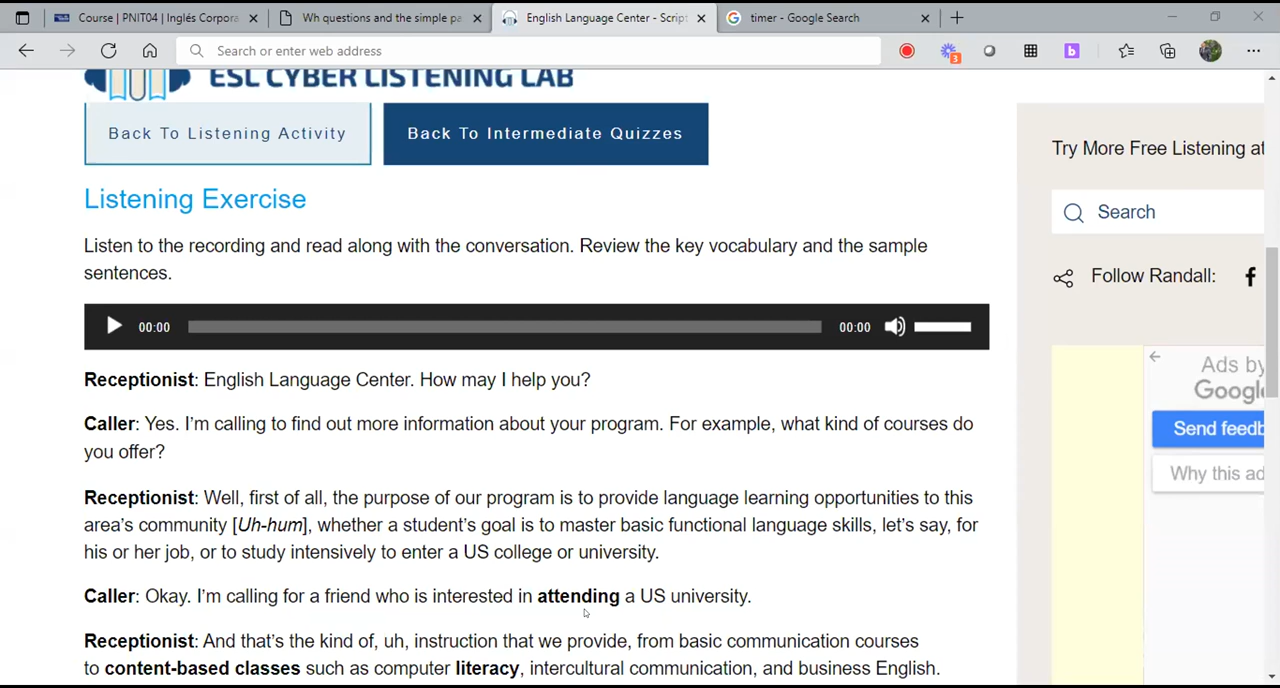 Course | PNIT04 | Inglés Corpora
Wh questions and the simple pa
English Language Center - Script
timer - Google Search
Search or enter web address
3
b
ESL CYBER LISTENING LAB
Back To Listening Activity
Back To Intermediate Quizzes
Try More Free Listening at
Listening Exercise
Search
Listen to the recording and read along with the conversation. Review the key vocabulary and the sample
sentences.
Follow Randall:
00:00
00:00
Ads by
Google
Receptionist: English Language Center. How may I help you?
Caller: Yes. I'm calling to find out more information about your program. For example, what kind of courses do
you offer?
Send feedb
Why this ad
Receptionist: Well, first of all, the purpose of our program is to provide language learning opportunities to this
area's community [Uh-hum], whether a student's goal is to master basic functional language skills, let's say, for
his or her job, or to study intensively to enter a US college or university.
Caller: Okay. I'm calling for a friend who is interested in attending a US university.
Receptionist: And that's the kind of, uh, instruction that we provide, from basic communication courses
to content-based classes such as computer literacy, intercultural communication, and business English.